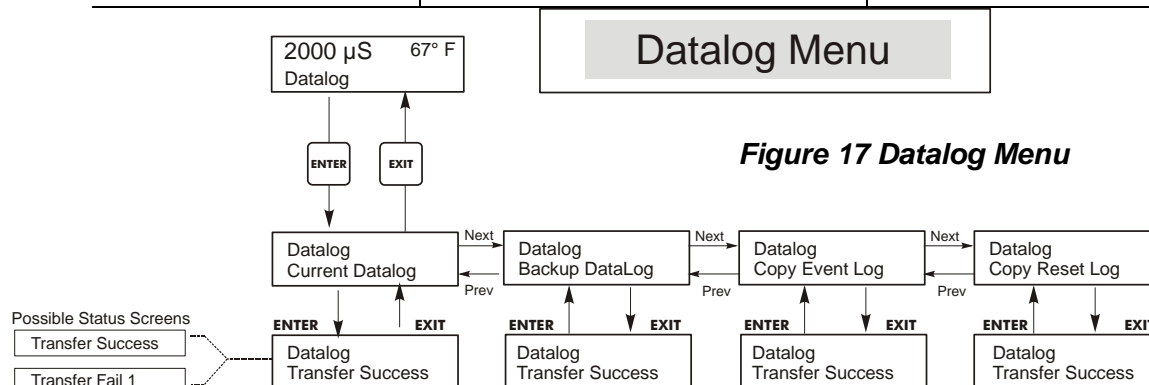 2000 µS 67° F
Datalog
Datalog Menu
ENTER EXIT
Figure 17 Datalog Menu
Datalog
Current Datalog
Next
Prev
Datalog
Backup DataLog
Next
Prev
Datalog
Copy Event Log
Next
Prev
Datalog
Copy Reset Log
Possible Status Screens
Transfer Success
Transfer Fail 1
ENTER EXIT
Datalog
Transfer Success
ENTER EXIT
Datalog
Transfer Success
ENTER EXIT
Datalog
Transfer Success
ENTER EXI
Datalog
Transfer Success